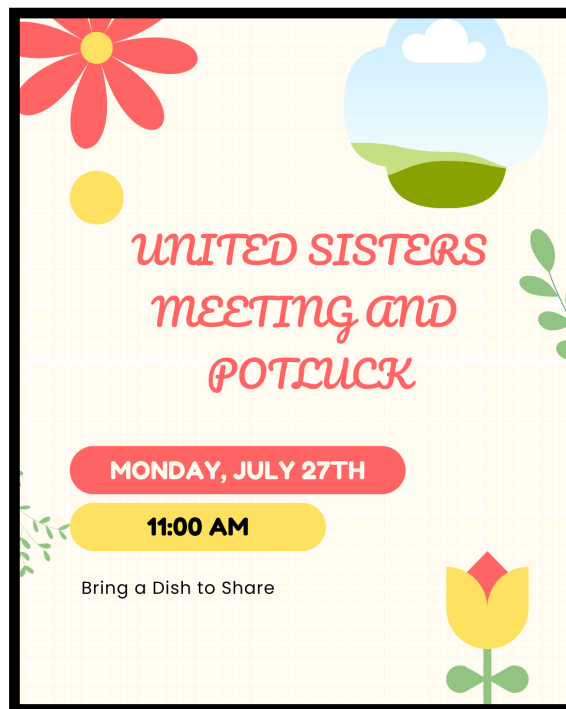 UNITED SISTERS
MEETING AND
POTLUCK
MONDAY, JULY 27TH
11:00 AM
Bring a Dish to Share